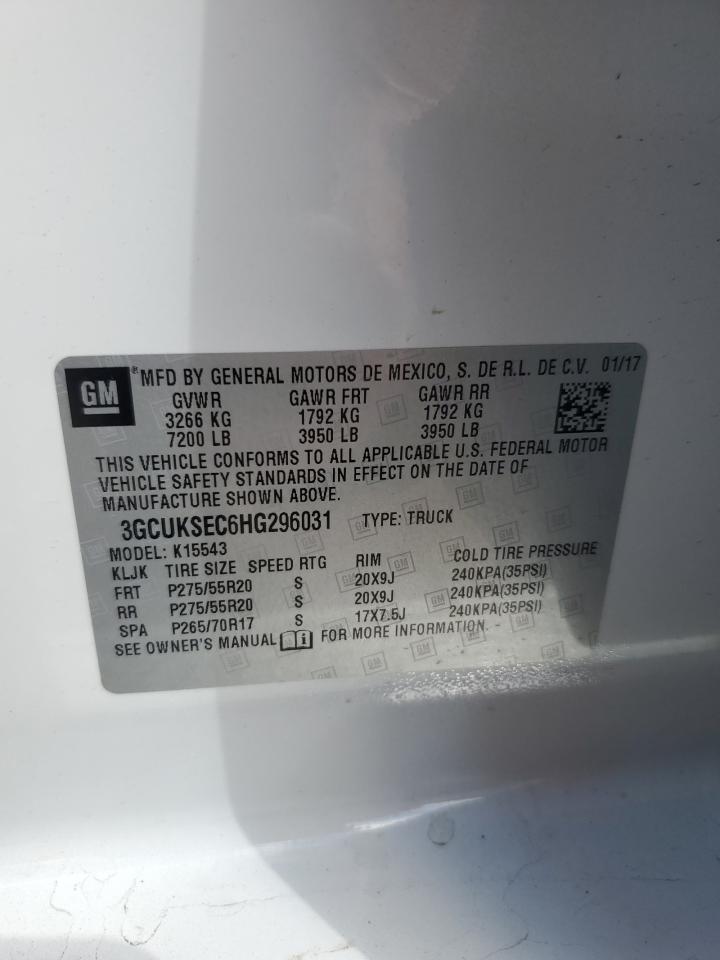 GM ® MFD BY GENERAL MOTORS DE MEXICO, S. DE R.L. DE C.V. 01/17
GVWR GAWR FRT GAWR RR
3266 KG 1792 KG 1792 KG
7200 LB 3950 LB 3950 LB
THIS VEHICLE CONFORMS TO ALL APPLICABLE U.S. FEDERAL MOTOR
VEHICLE SAFETY STANDARDS IN EFFECT ON THE DATE OF
MANUFACTURE SHOWN ABOVE.
3GCUKSEC6HG296031 TYPE: TRUCK
MODEL: K15543
KLJK TIRE SIZE SPEED RTG RIM COLD TIRE PRESSURE
FRT P275/55R20 S 20X9J 240KPA(35PSI)
RR P275/55R20 S 20X9J 240KPA(35PSI)
SPA P265/70R17 S 17X7.5J 240KPA(35PSI)
SEE OWNER'S MANUAL i FOR MORE INFORMATION.